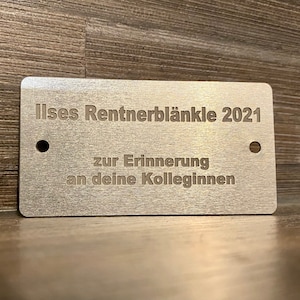 Ilses Rentnerblänkle 2021
zur Erinnerung
an deine Kolleginnen